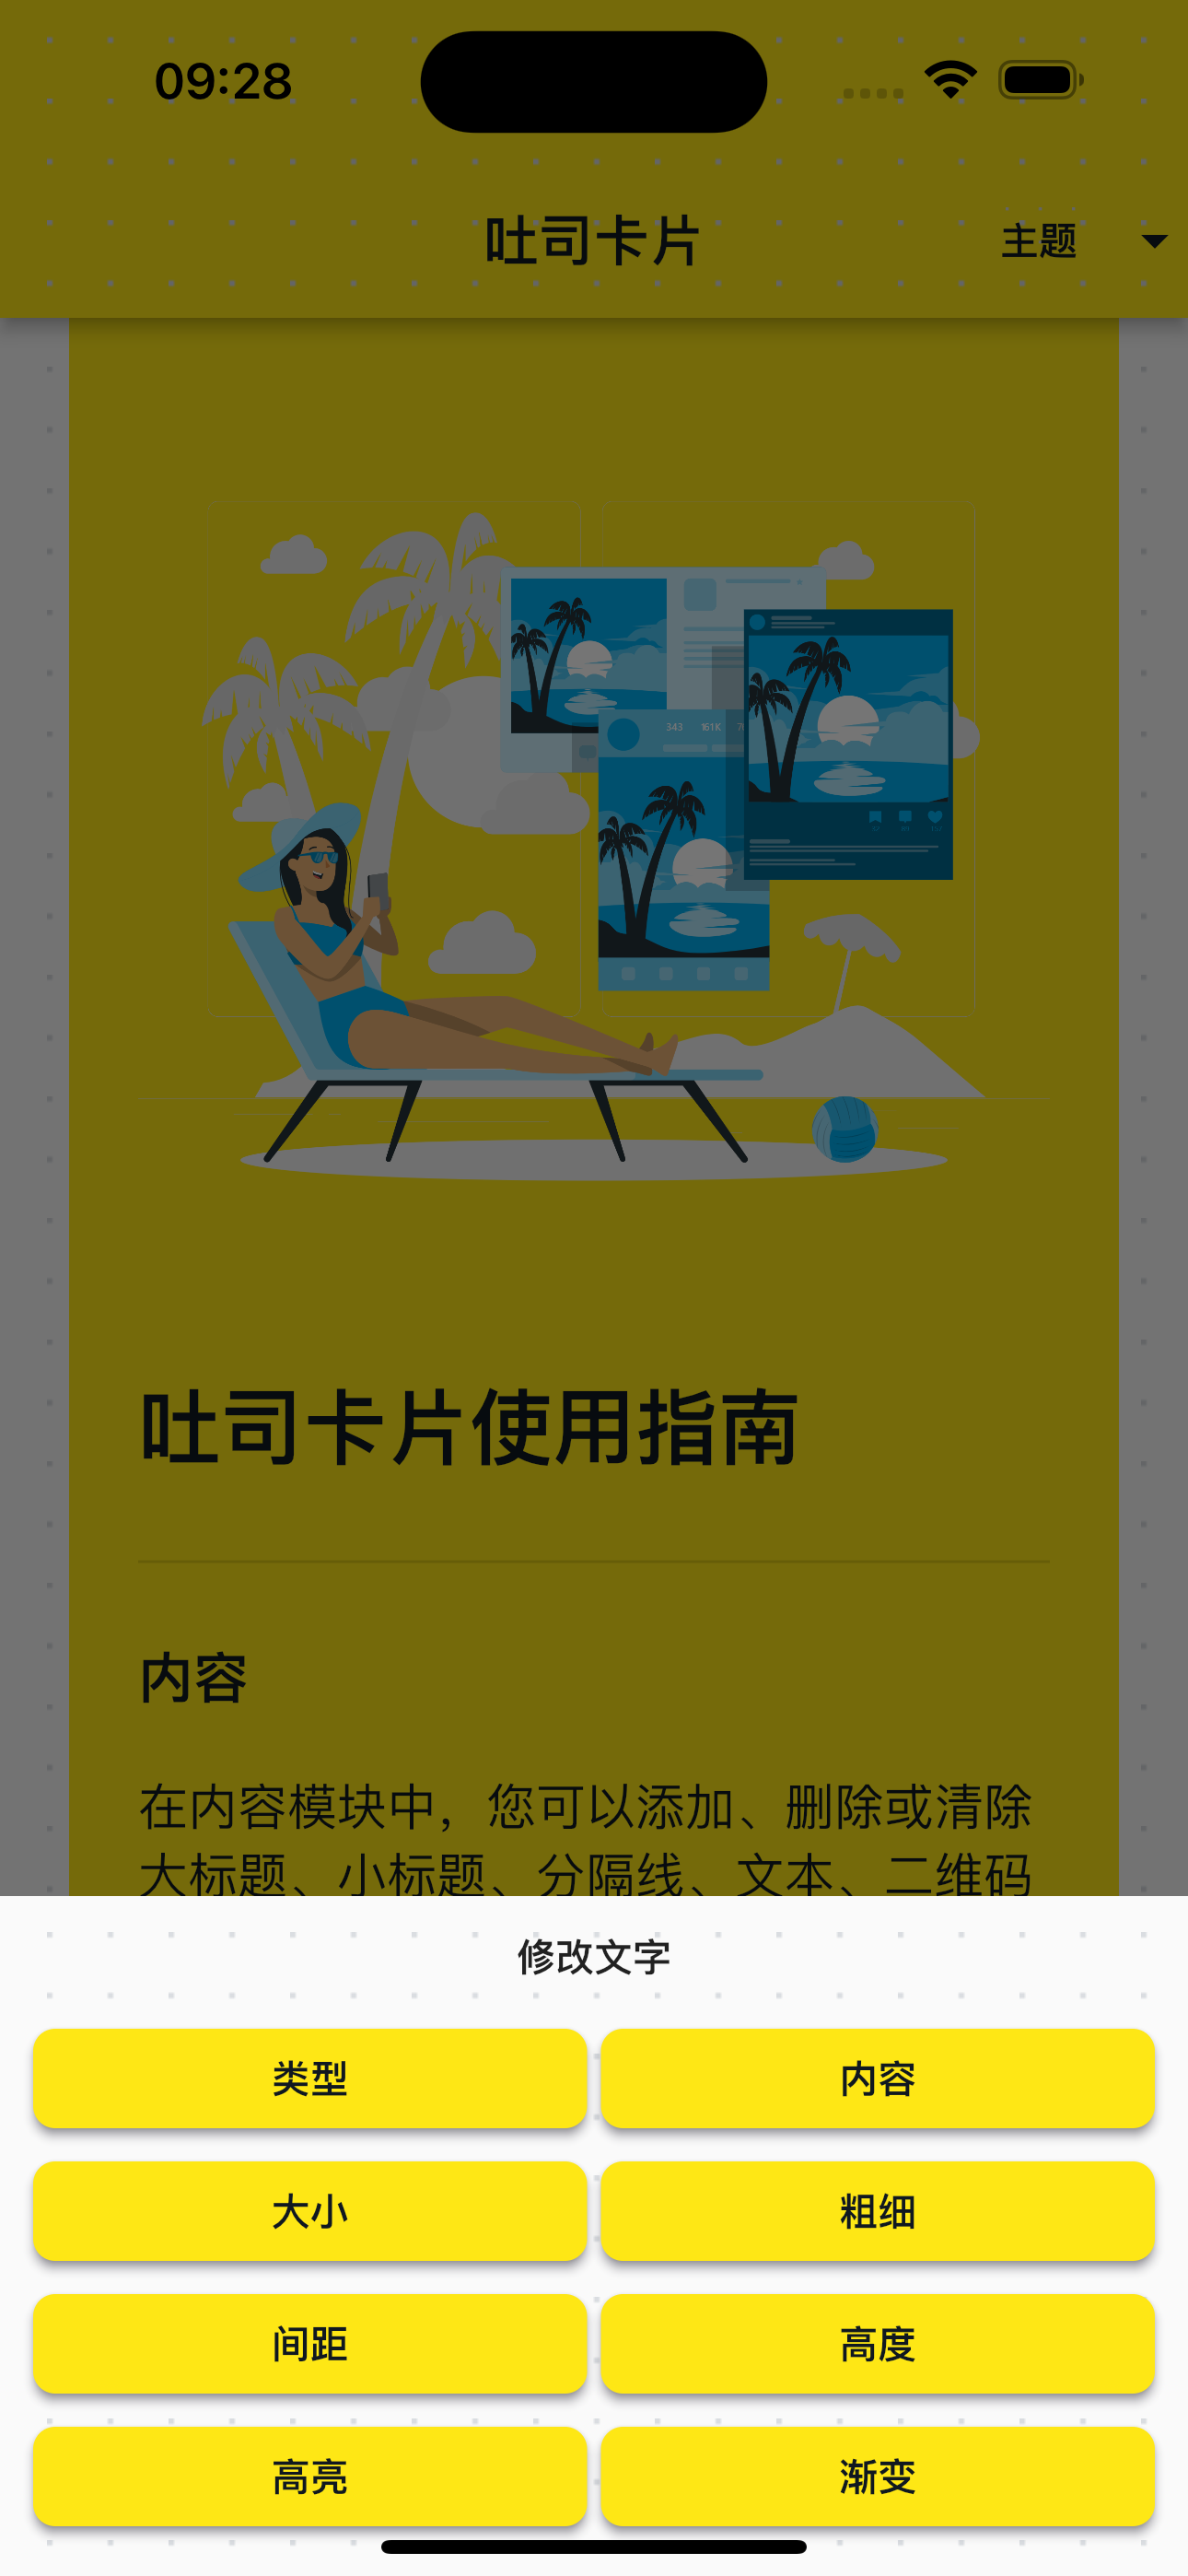 09:28
吐司卡片
主题
343 161K
吐司卡片使用指南
内容
在内容模块中，您可以添加、删除或清除
大标题、小标题、分隔线、文本、二维码
修改文字
类型
内容
大小
粗细
间距
高度
高亮
渐变